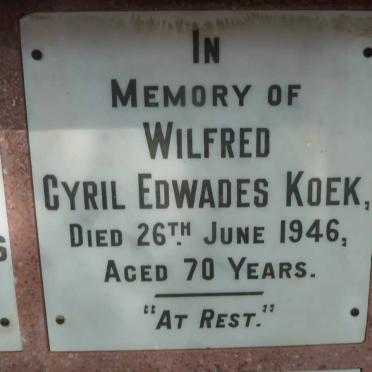 IN
MEMORY OF
WILFRED
CYRIL EDWADES KOEK,
DIED 26TH. JUNE 1946,
AGED 70 YEARS.
"AT REST."